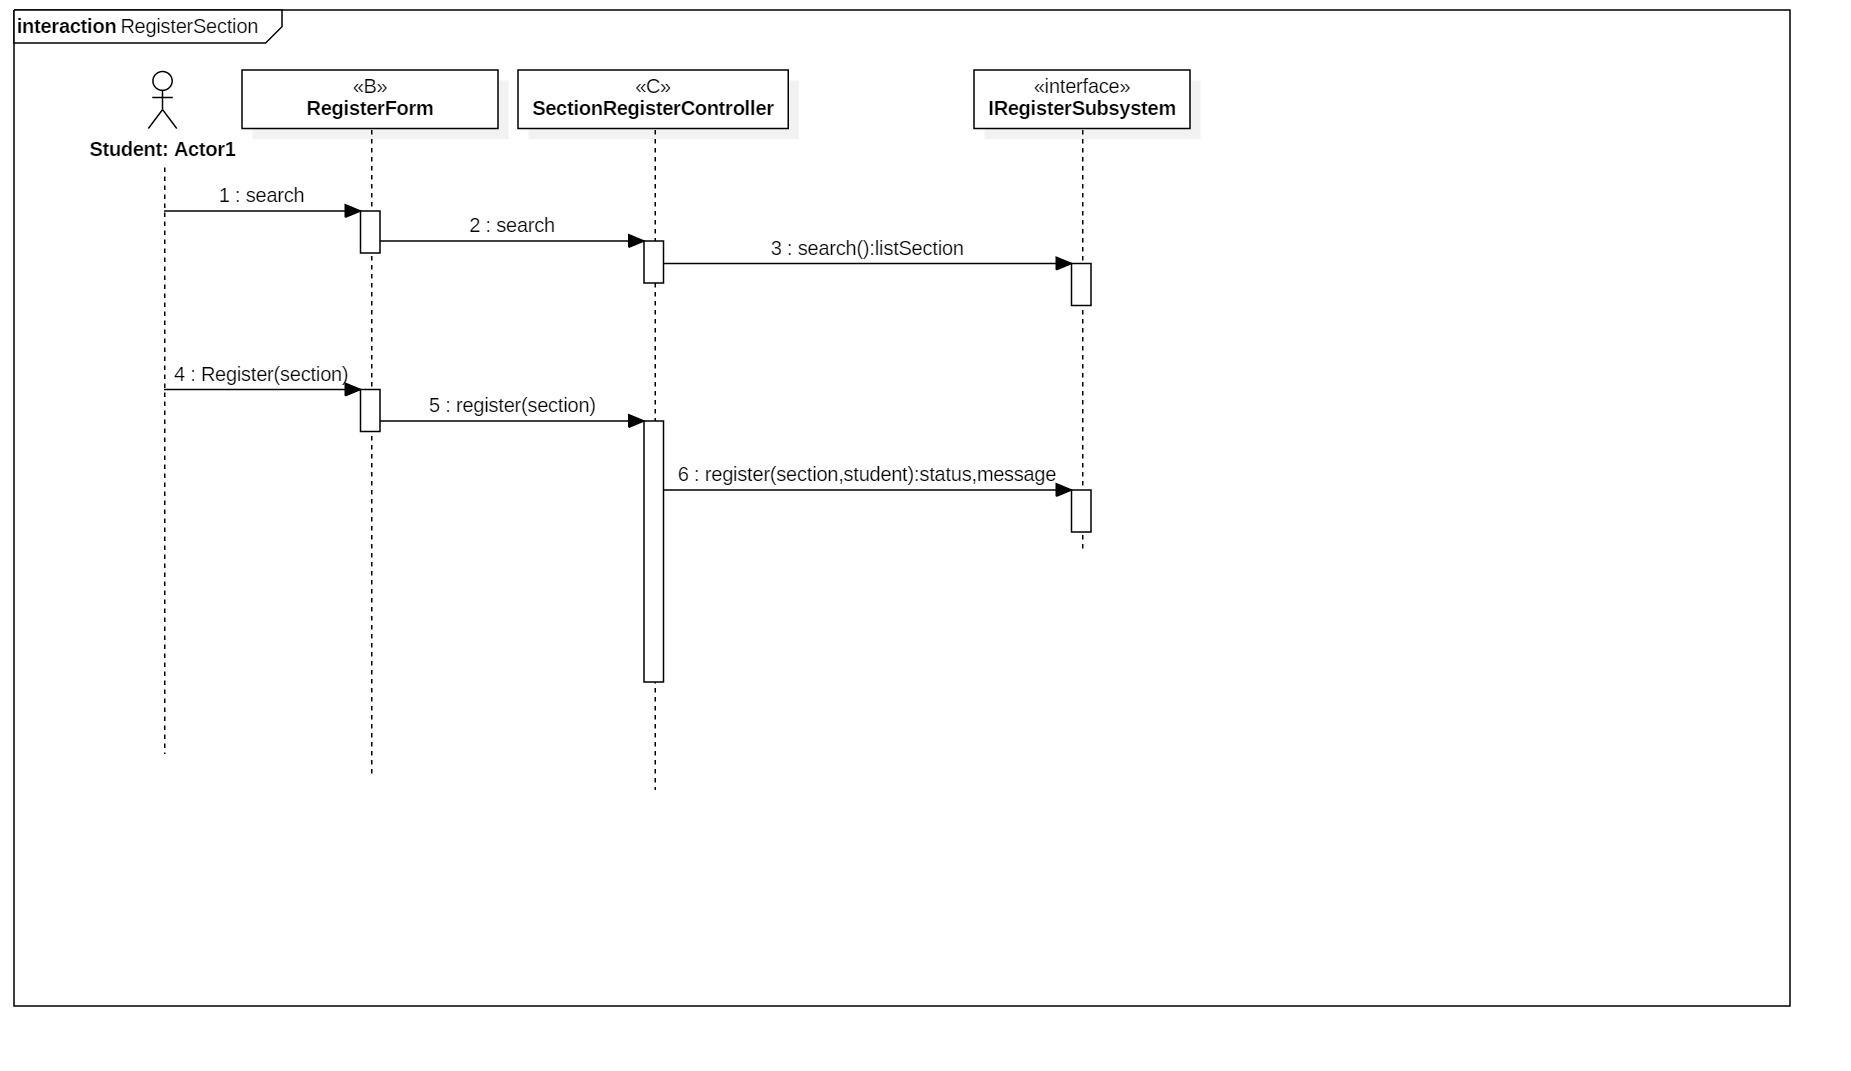 interaction RegisterSection
«B»
RegisterForm
«C»
SectionRegisterController
«interface»
IRegisterSubsystem
Student: Actor1
1 : search
2 : search
3 : search():listSection
4 : Register(section)
5 : register(section)
6 : register(section,student):status,message